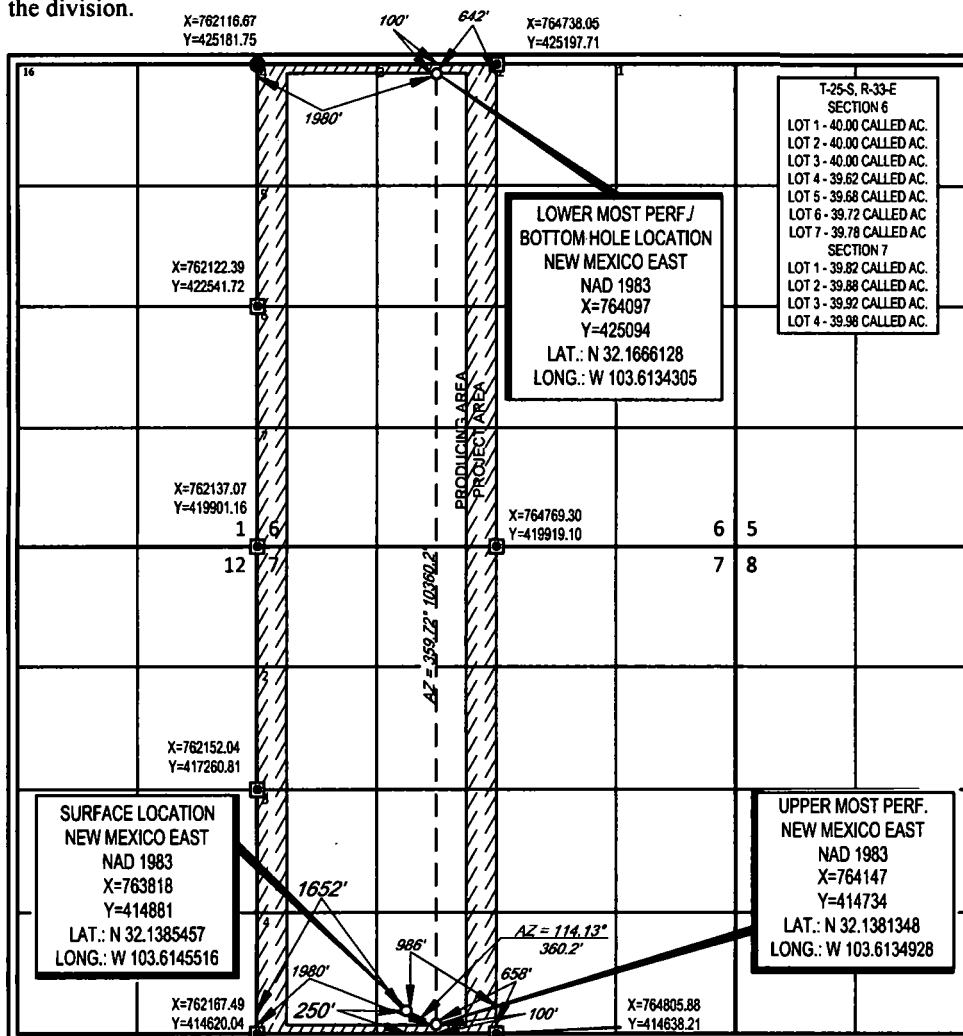 the division.
X=762116.67
Y=425181.75
100'
642'
X=764738.05
Y=425197.71
16
4
3
2
1
1980'
T-25-S, R-33-E
SECTION 6
LOT 1 - 40.00 CALLED AC.
LOT 2 - 40.00 CALLED AC.
LOT 3 - 40.00 CALLED AC.
LOT 4 - 39.62 CALLED AC.
LOT 5 - 39.68 CALLED AC.
LOT 6 - 39.72 CALLED AC
LOT 7 - 39.78 CALLED AC
SECTION 7
LOT 1 - 39.82 CALLED AC.
LOT 2 - 39.88 CALLED AC.
LOT 3 - 39.92 CALLED AC.
LOT 4 - 39.98 CALLED AC.
5
LOWER MOST PERF./
BOTTOM HOLE LOCATION
NEW MEXICO EAST
NAD 1983
X=764097
Y=425094
LAT.: N 32.1666128
LONG.: W 103.6134305
X=762122.39
Y=422541.72
6
PRODUCING AREA
PROJECT AREA
7
X=762137.07
Y=419901.16
X=764769.30
Y=419919.10
1 6
12 7
6 5
7 8
AZ = 359.72° 10360.2'
2
X=762152.04
Y=417260.81
3
SURFACE LOCATION
NEW MEXICO EAST
NAD 1983
X=763818
Y=414881
LAT.: N 32.1385457
LONG.: W 103.6145516
UPPER MOST PERF.
NEW MEXICO EAST
NAD 1983
X=764147
Y=414734
LAT.: N 32.1381348
LONG.: W 103.6134928
1652'
4
986'
AZ = 114.13°
360.2'
1980'
658'
250'
100'
X=762167.49
Y=414620.04
X=764805.88
Y=414638.21